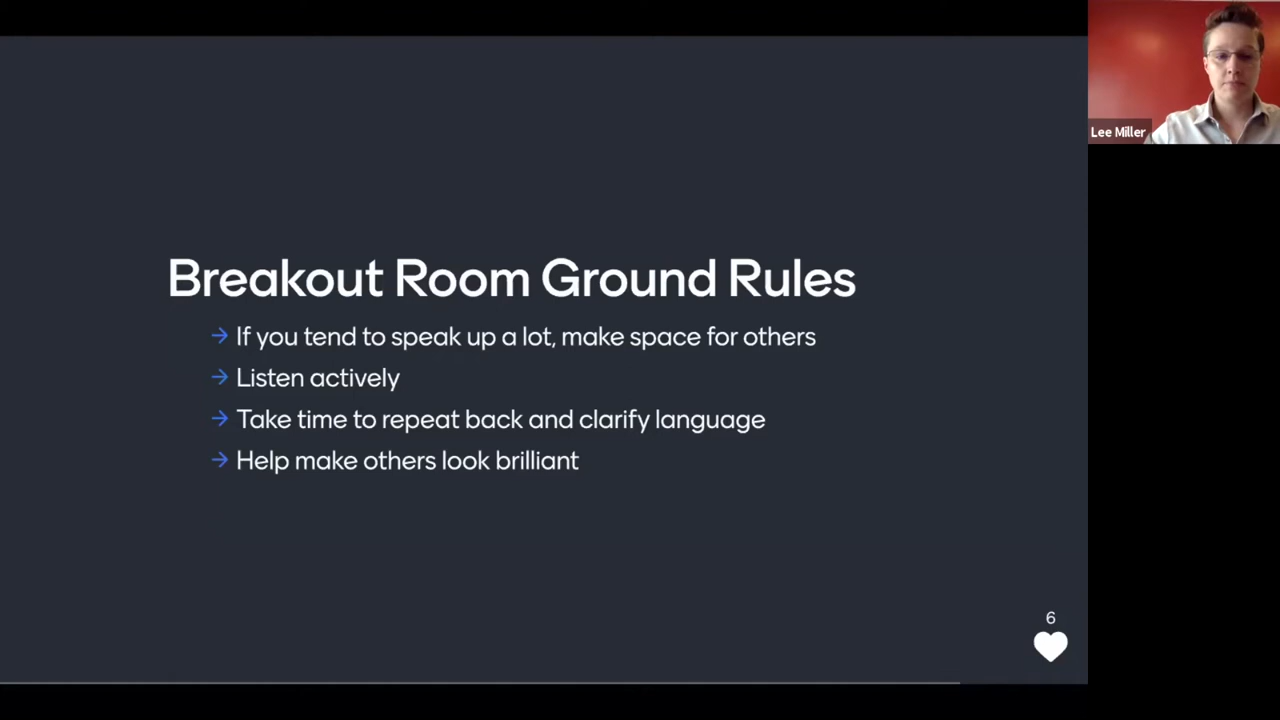 Lee Miller
Breakout Room Ground Rules
→ If you tend to speak up a lot, make space for others
→ Listen actively
→ Take time to repeat back and clarify language
→ Help make others look brilliant
6